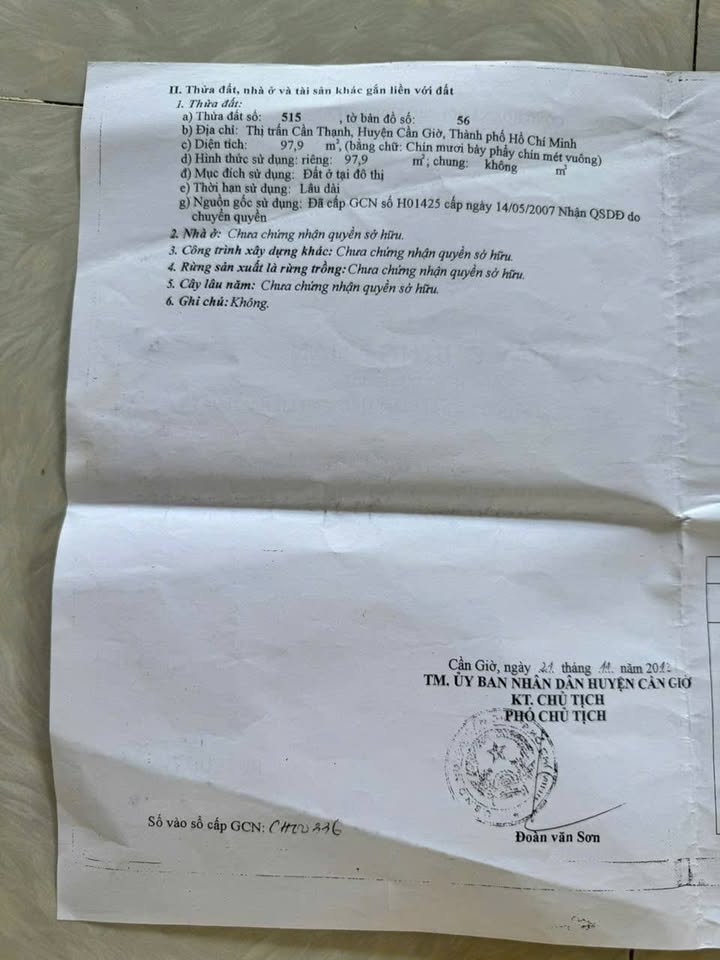 II. Thửa đất, nhà ở và tài sản khác gắn liền với đất
1. Thửa đất:
a) Thửa đất số: 515 , tờ bản đồ số: 56
b) Địa chỉ: Thị trấn Cần Thạnh, Huyện Cần Giờ, Thành phố Hồ Chí Minh
c) Diện tích: 97,9 m², (bằng chữ: Chín mươi bảy phẩy chín mét vuông)
d) Hình thức sử dụng: riêng: 97,9 m²; chung: không m²
đ) Mục đích sử dụng: Đất ở tại đô thị
e) Thời hạn sử dụng: Lâu dài
g) Nguồn gốc sử dụng: Đã cấp GCN số H01425 cấp ngày 14/05/2007 Nhận QSDĐ do
chuyển quyền
2. Nhà ở: Chưa chứng nhận quyền sở hữu.
3. Công trình xây dựng khác: Chưa chứng nhận quyền sở hữu.
4. Rừng sản xuất là rừng trồng: Chưa chứng nhận quyền sở hữu.
5. Cây lâu năm: Chưa chứng nhận quyền sở hữu.
6. Ghi chú: Không.
Cần Giờ, ngày 21 tháng 11 năm 201
TM. ỦY BAN NHÂN DÂN HUYỆN CẦN GIỜ
KT. CHỦ TỊCH
PHÓ CHỦ TỊCH
Đoàn văn Sơn
Số vào sổ cấp GCN: CH00336